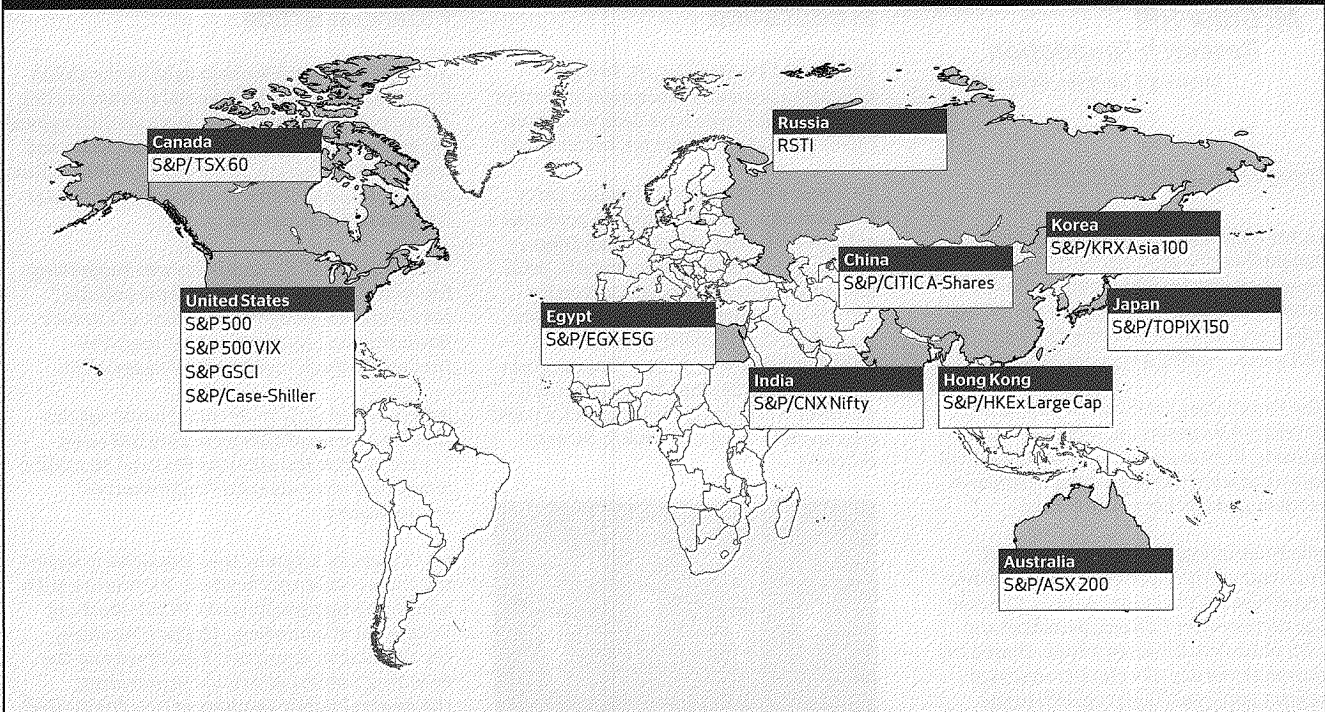 Canada
S&P/TSX 60
Russia
RSTI
Korea
S&P/KRX Asia 100
China
S&P/CITIC A-Shares
United States
S&P 500
S&P 500 VIX
S&P GSCI
S&P/Case-Shiller
Egypt
S&P/EGX ESG
Japan
S&P/TOPIX 150
India
S&P/CNX Nifty
Hong Kong
S&P/HKEx Large Cap
Australia
S&P/ASX 200